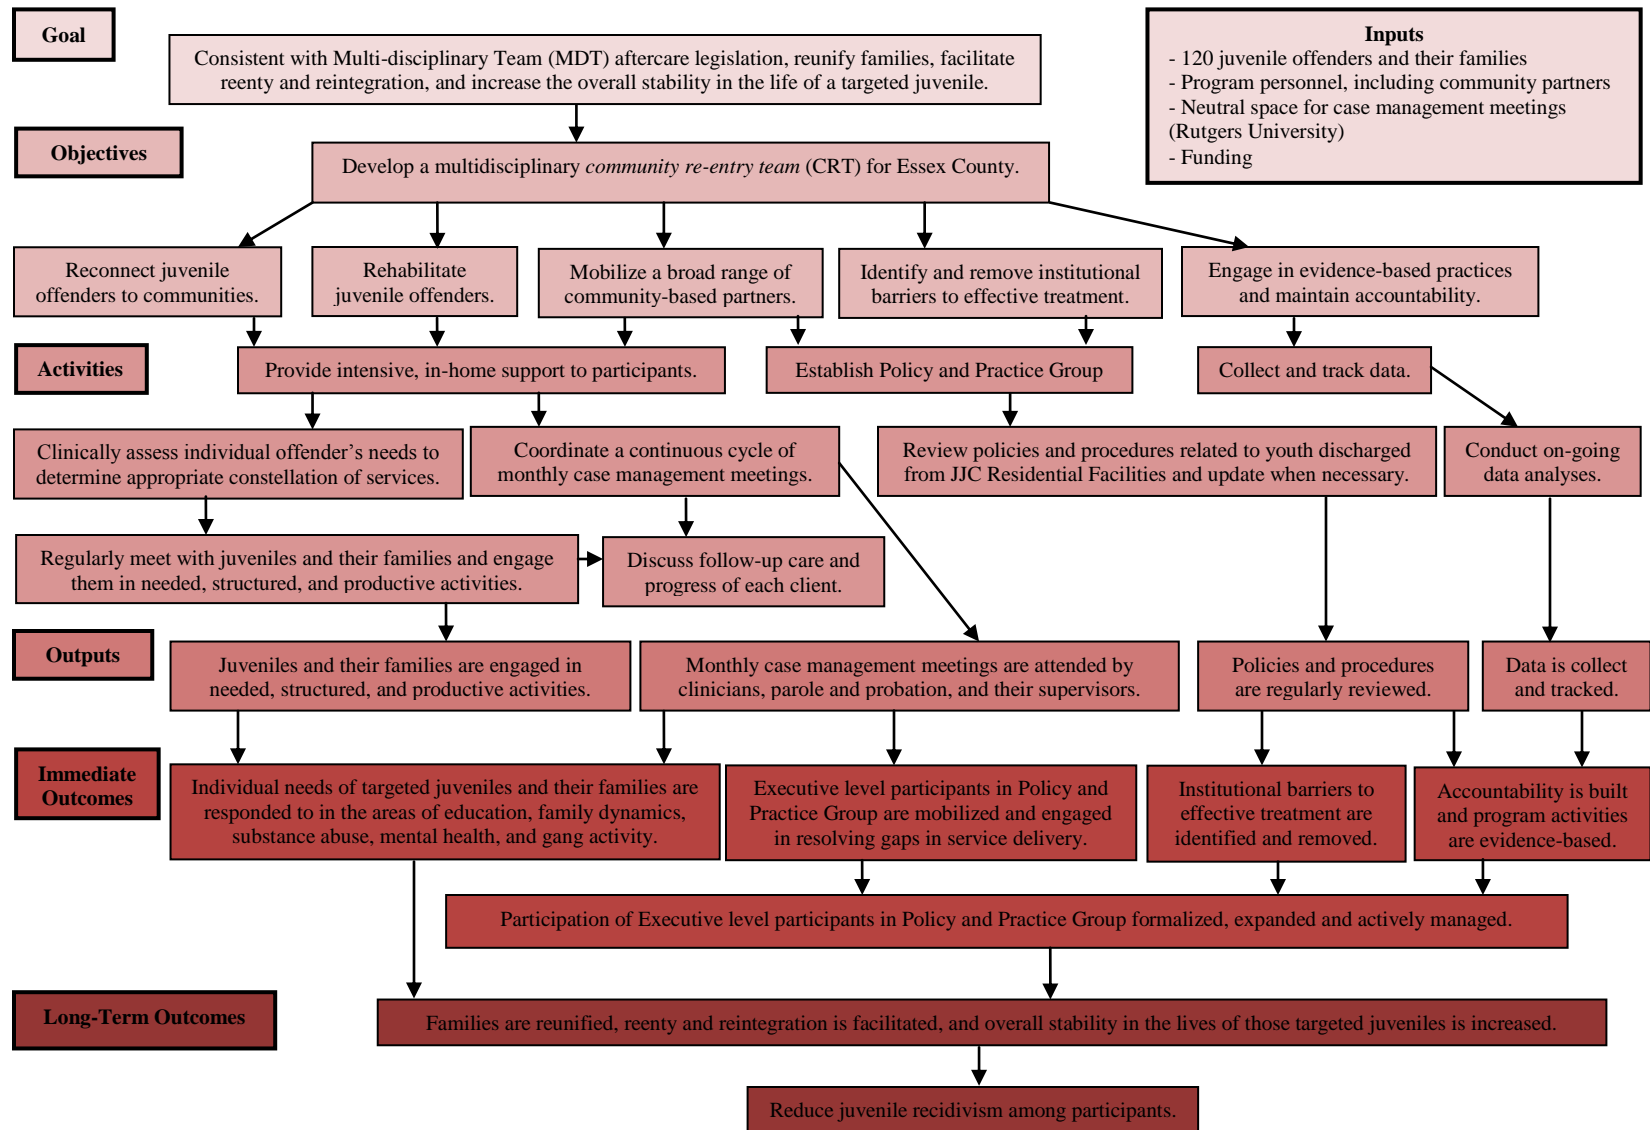 Goal
Consistent with Multi-disciplinary Team (MDT) aftercare legislation, reunify families, facilitate
reenty and reintegration, and increase the overall stability in the life of a targeted juvenile.
Inputs
- 120 juvenile offenders and their families
- Program personnel, including community partners
- Neutral space for case management meetings
(Rutgers University)
- Funding
Objectives
Develop a multidisciplinary community re-entry team (CRT) for Essex County.
Reconnect juvenile
offenders to communities.
Rehabilitate
juvenile offenders.
Mobilize a broad range of
community-based partners.
Identify and remove institutional
barriers to effective treatment.
Engage in evidence-based practices
and maintain accountability.
Activities
Provide intensive, in-home support to participants.
Establish Policy and Practice Group
Collect and track data.
Clinically assess individual offender's needs to
determine appropriate constellation of services.
Coordinate a continuous cycle of
monthly case management meetings.
Review policies and procedures related to youth discharged
from JJC Residential Facilities and update when necessary.
Conduct on-going
data analyses.
Regularly meet with juveniles and their families and engage
them in needed, structured, and productive activities.
Discuss follow-up care and
progress of each client.
Outputs
Juveniles and their families are engaged in
needed, structured, and productive activities.
Monthly case management meetings are attended by
clinicians, parole and probation, and their supervisors.
Policies and procedures
are regularly reviewed.
Data is collect
and tracked.
Immediate
Outcomes
Individual needs of targeted juveniles and their families are
responded to in the areas of education, family dynamics,
substance abuse, mental health, and gang activity.
Executive level participants in Policy and
Practice Group are mobilized and engaged
in resolving gaps in service delivery.
Institutional barriers to
effective treatment are
identified and removed.
Accountability is built
and program activities
are evidence-based.
Participation of Executive level participants in Policy and Practice Group formalized, expanded and actively managed.
Long-Term Outcomes
Families are reunified, reenty and reintegration is facilitated, and overall stability in the lives of those targeted juveniles is increased.
Reduce juvenile recidivism among participants.